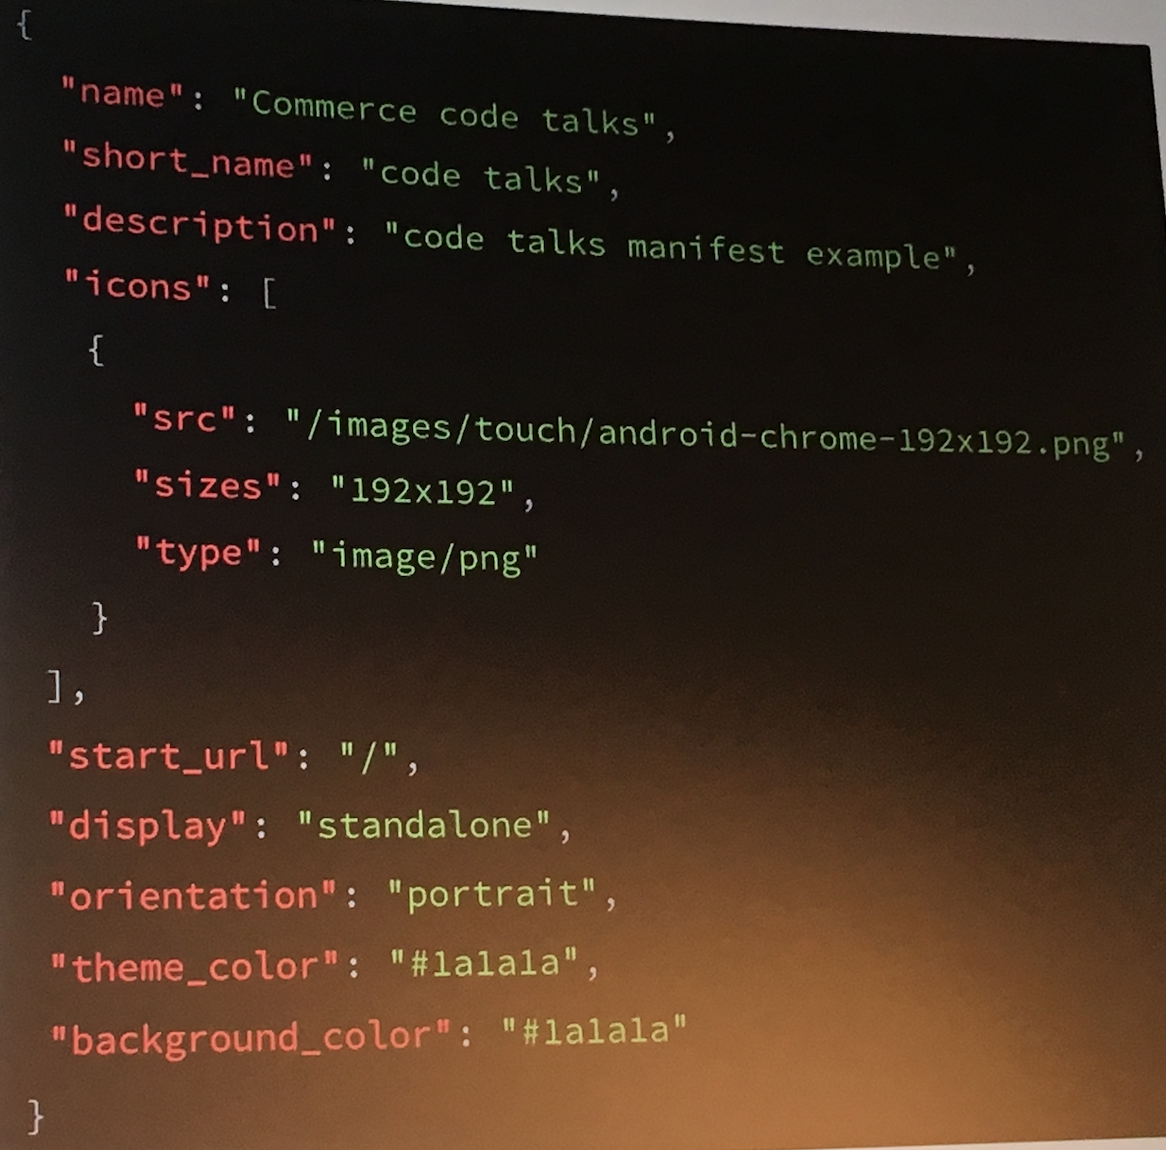 {
"name": "Commerce code talks",
"short_name": "code talks",
"description": "code talks manifest example",
"icons": [
{
"src": "/images/touch/android-chrome-192x192.png",
"sizes": "192x192",
"type": "image/png"
}
],
"start_url": "/",
"display": "standalone",
"orientation": "portrait",
"theme_color": "#1a1a1a",
"background_color": "#1a1a1a"
}